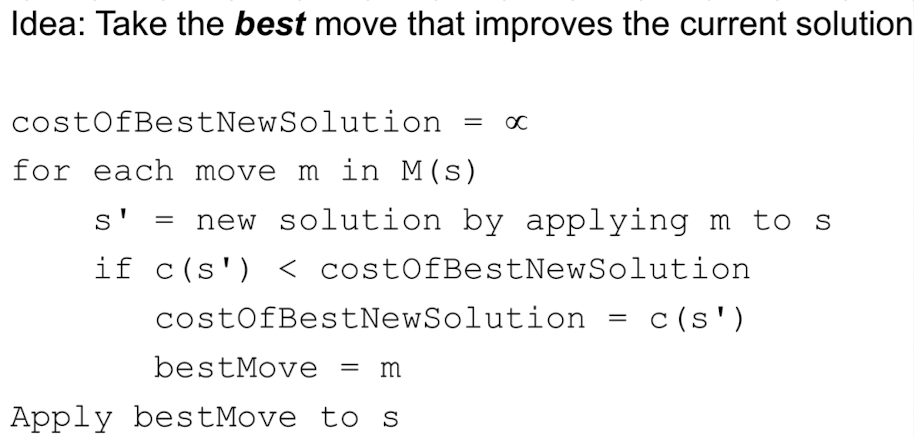 Idea: Take the best move that improves the current solution
costOfBestNewSolution = ∝
for each move m in M(s)
s' = new solution by applying m to s
if c(s') < costOfBestNewSolution
costOfBestNewSolution = c(s')
bestMove = m
Apply bestMove to s